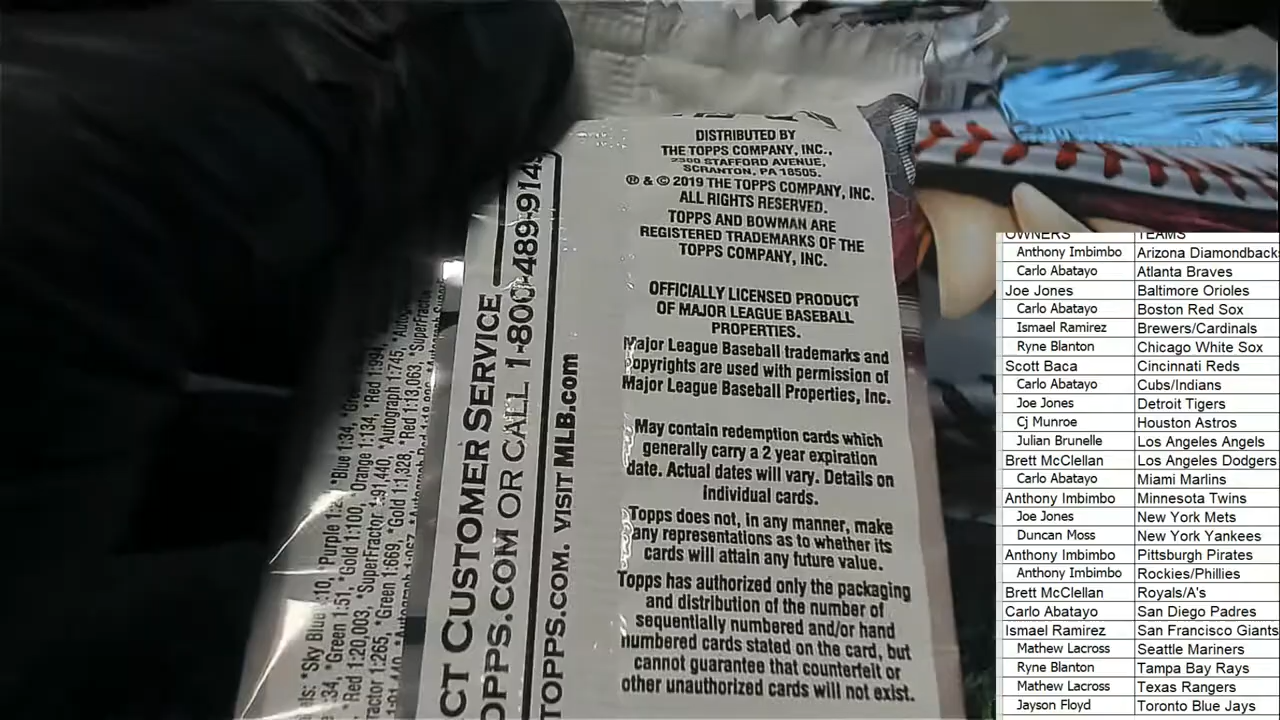 DISTRIBUTED BY
THE TOPPS COMPANY, INC.,
2300 STAFFORD AVENUE,
SCRANTON, PA 18505.
® & © 2019 THE TOPPS COMPANY, INC.
ALL RIGHTS RESERVED.
TOPPS AND BOWMAN ARE
REGISTERED TRADEMARKS OF THE
TOPPS COMPANY, INC.
OFFICIALLY LICENSED PRODUCT
OF MAJOR LEAGUE BASEBALL
PROPERTIES.
Major League Baseball trademarks and
copyrights are used with permission of
Major League Baseball Properties, Inc.
May contain redemption cards which
generally carry a 2 year expiration
date. Actual dates will vary. Details on
individual cards.
Topps does not, in any manner, make
any representations as to whether its
cards will attain any future value.
Topps has authorized only the packaging
and distribution of the number of
sequentially numbered and/or hand
numbered cards stated on the card, but
cannot guarantee that counterfeit or
other unauthorized cards will not exist.
CT CUSTOMER SERVICE
OPPS.COM OR CALL 1-800-489-914
TOPPS.COM. VISIT MLB.com
OWNERS TEAMS
Anthony Imbimbo Arizona Diamondback
Carlo Abatayo Atlanta Braves
Joe Jones Baltimore Orioles
Carlo Abatayo Boston Red Sox
Ismael Ramirez Brewers/Cardinals
Ryne Blanton Chicago White Sox
Scott Baca Cincinnati Reds
Carlo Abatayo Cubs/Indians
Joe Jones Detroit Tigers
Cj Munroe Houston Astros
Julian Brunelle Los Angeles Angels
Brett McClellan Los Angeles Dodgers
Carlo Abatayo Miami Marlins
Anthony Imbimbo Minnesota Twins
Joe Jones New York Mets
Duncan Moss New York Yankees
Anthony Imbimbo Pittsburgh Pirates
Anthony Imbimbo Rockies/Phillies
Brett McClellan Royals/A's
Carlo Abatayo San Diego Padres
Ismael Ramirez San Francisco Giants
Mathew Lacross Seattle Mariners
Ryne Blanton Tampa Bay Rays
Mathew Lacross Texas Rangers
Jayson Floyd Toronto Blue Jays